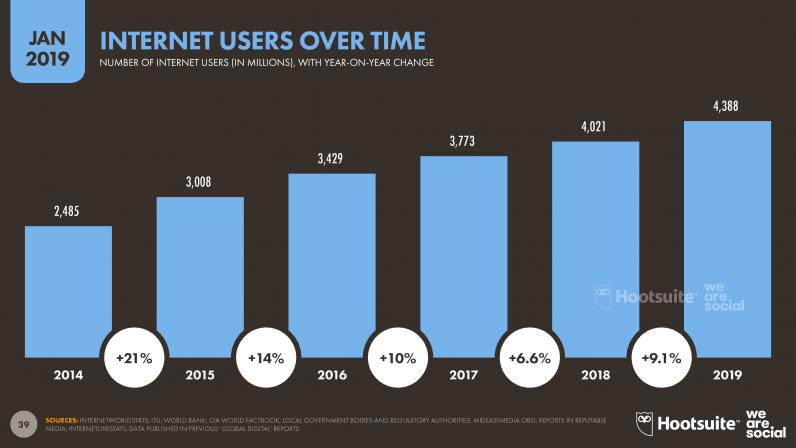 JAN
2019
INTERNET USERS OVER TIME
NUMBER OF INTERNET USERS (IN MILLIONS), WITH YEAR-ON-YEAR CHANGE
2,485
3,008
3,429
3,773
4,021
4,388
Hootsuite™
we
are
social
+21%
+14%
+10%
+6.6%
+9.1%
2014
2015
2016
2017
2018
2019
39
SOURCES: INTERNETWORLDSTATS; ITU; WORLD BANK; CIA WORLD FACTBOOK; LOCAL GOVERNMENT BODIES AND REGULATORY AUTHORITIES; MIDEASTMEDIA.ORG; REPORTS IN REPUTABLE
MEDIA; INTERNETLIVESTATS; DATA PUBLISHED IN PREVIOUS 'GLOBAL DIGITAL' REPORTS.
Hootsuite™
we
are
social